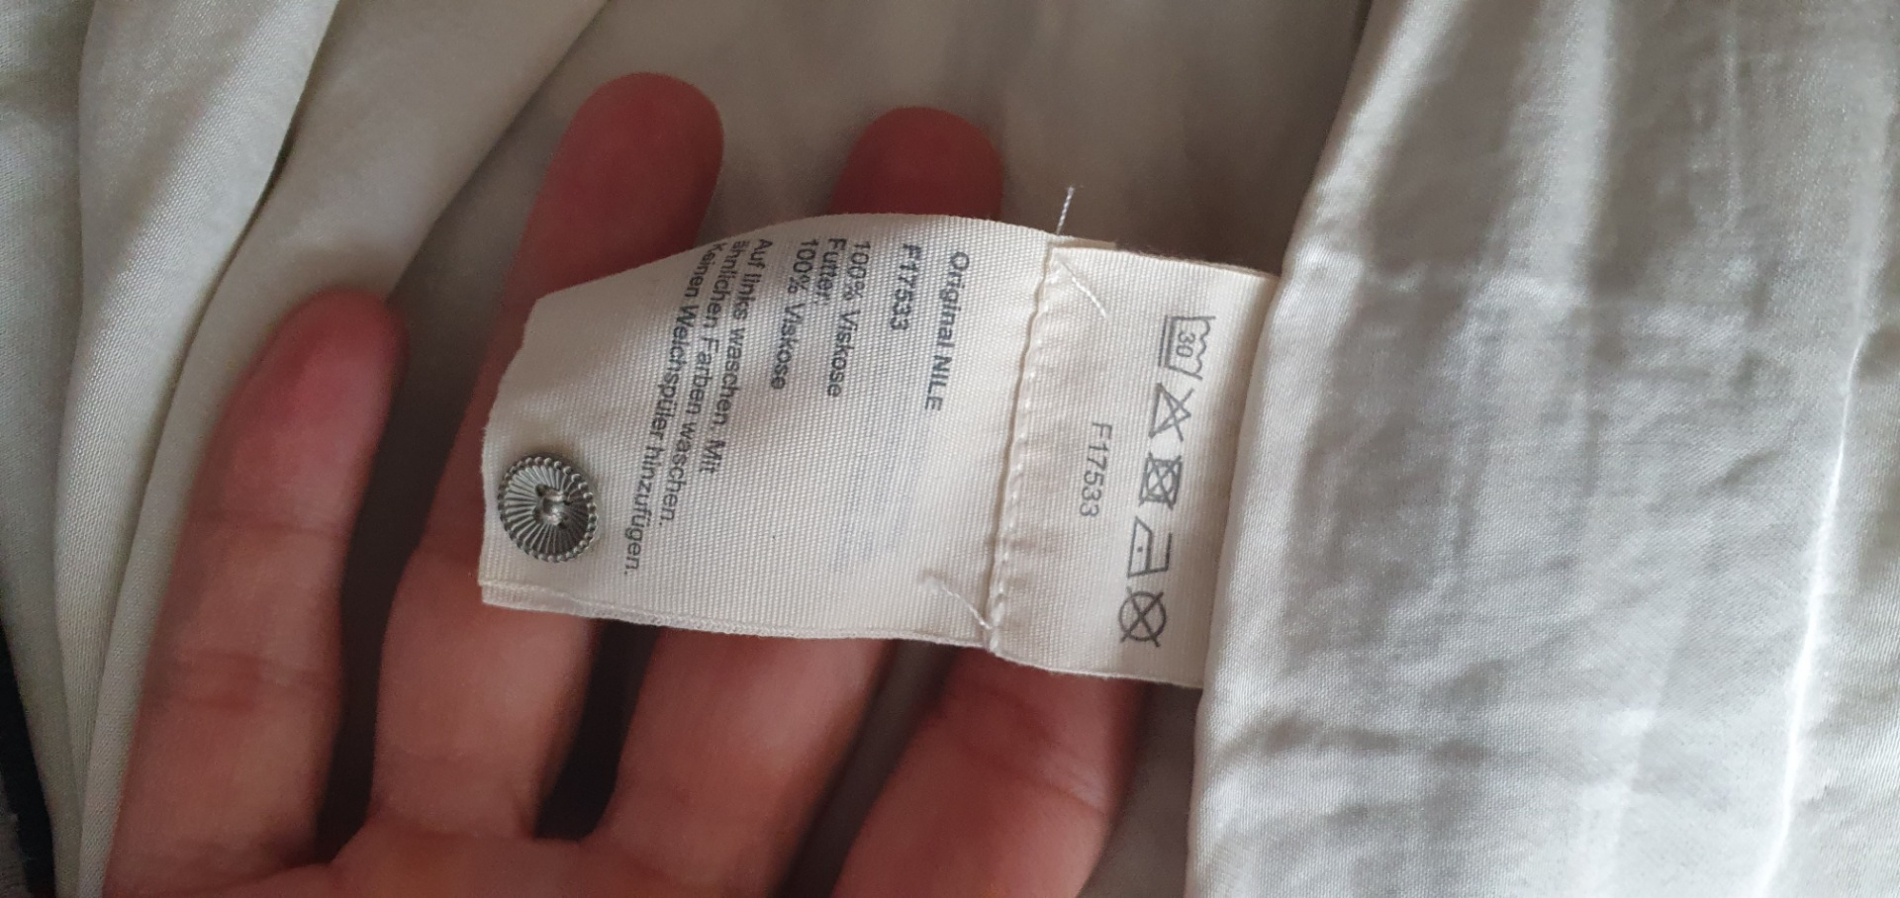 30
F17533
Original NILE
F17533
100% Viskose
Futter:
100% Viskose
Auf links waschen. Mit
ähnlichen Farben waschen.
Keinen Weichspüler hinzufügen.